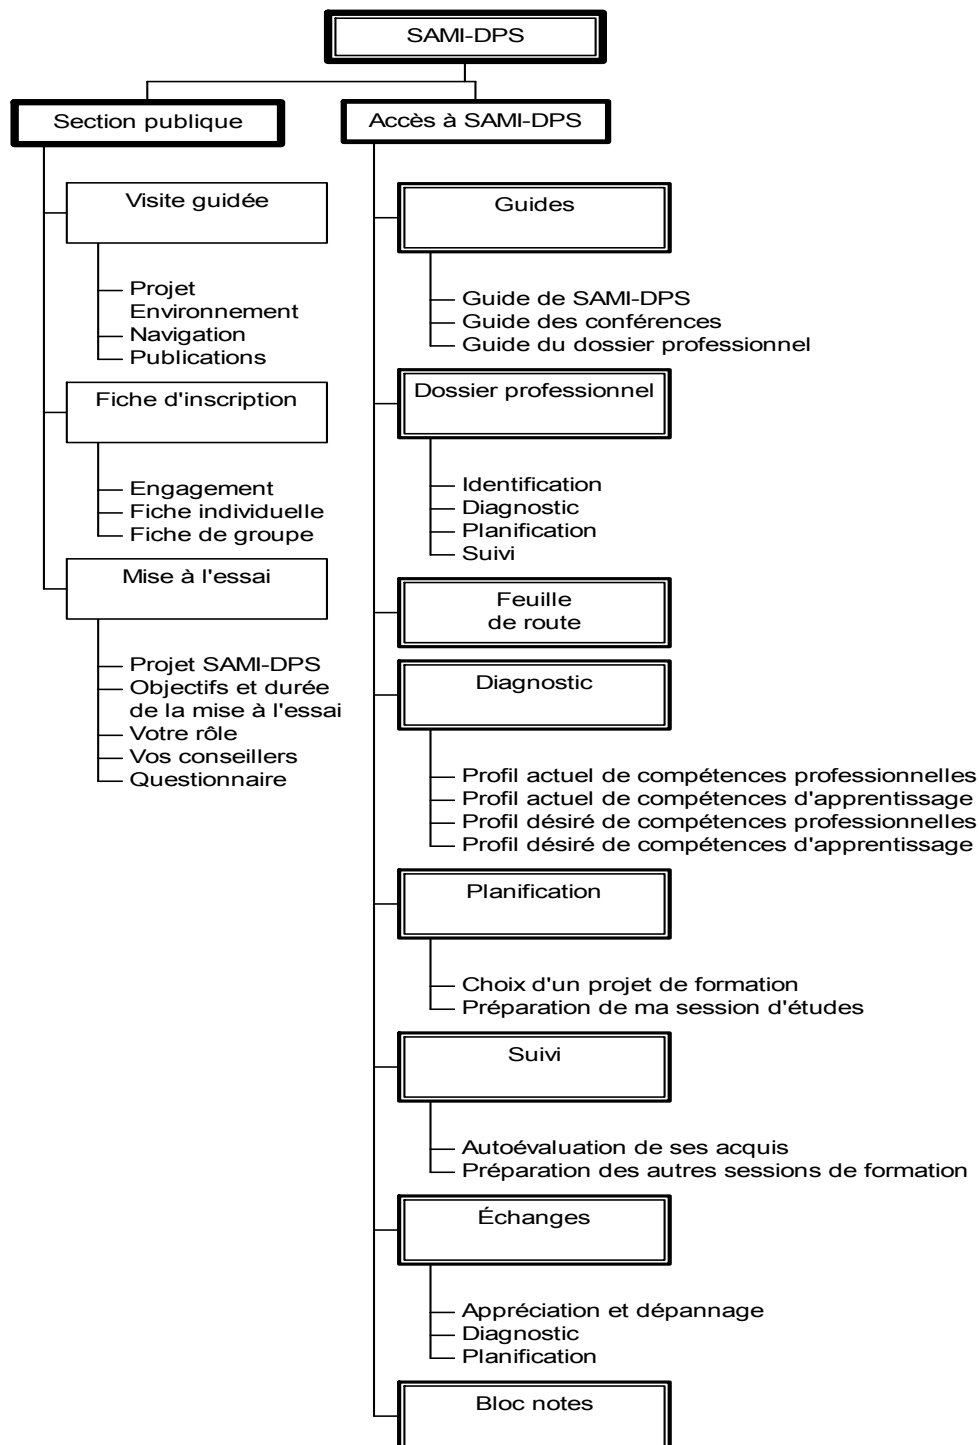 SAMI-DPS
Section publique
Visite guidée
Projet
Environnement
Navigation
Publications
Fiche d'inscription
Engagement
Fiche individuelle
Fiche de groupe
Mise à l'essai
Projet SAMI-DPS
Objectifs et durée
de la mise à l'essai
Votre rôle
Vos conseillers
Questionnaire
Accès à SAMI-DPS
Guides
Guide de SAMI-DPS
Guide des conférences
Guide du dossier professionnel
Dossier professionnel
Identification
Diagnostic
Planification
Suivi
Feuille
de route
Diagnostic
Profil actuel de compétences professionnelles
Profil actuel de compétences d'apprentissage
Profil désiré de compétences professionnelles
Profil désiré de compétences d'apprentissage
Planification
Choix d'un projet de formation
Préparation de ma session d'études
Suivi
Autoévaluation de ses acquis
Préparation des autres sessions de formation
Échanges
Appréciation et dépannage
Diagnostic
Planification
Bloc notes